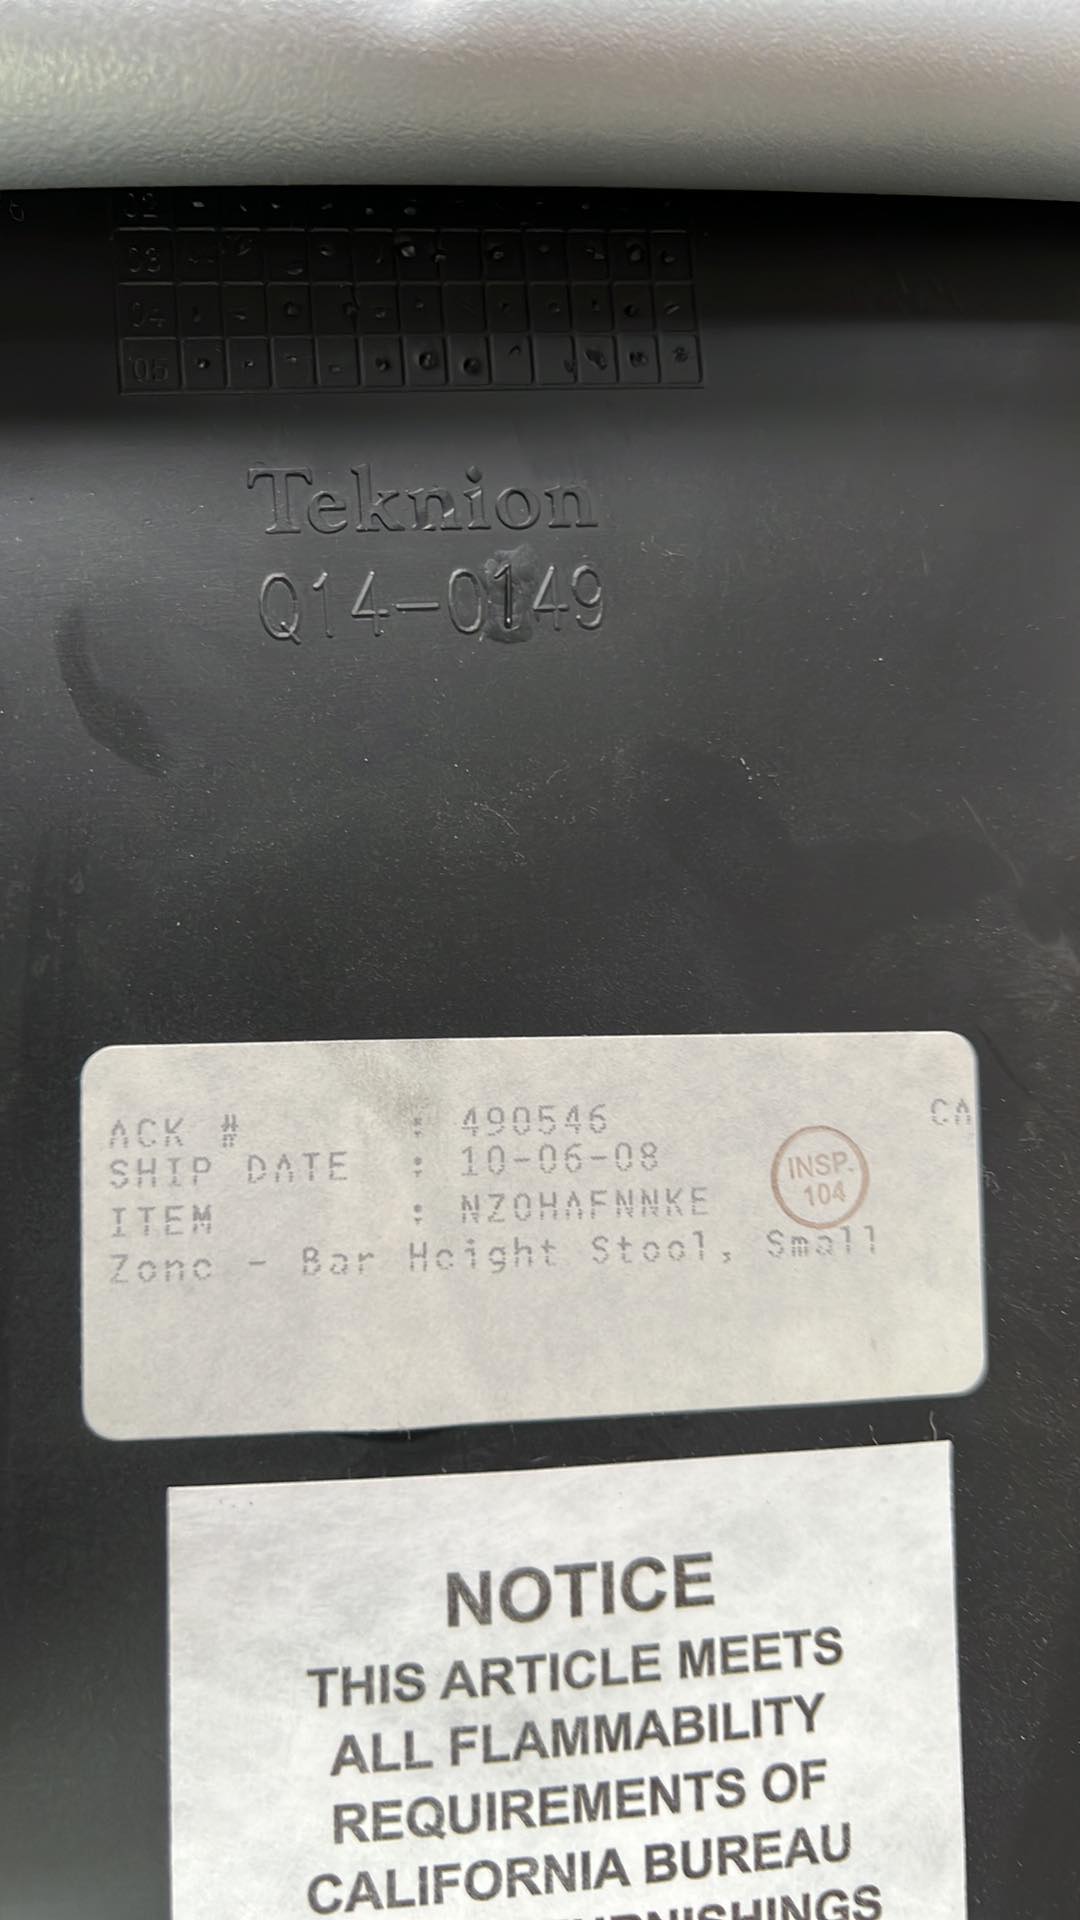 02
03
04
05
Teknion
Q14-0149
ACK # : 490546 CA
SHIP DATE : 10-06-08
ITEM : NZOHAFNNKE
INSP.
104
Zone - Bar Height Stool, Small
NOTICE
THIS ARTICLE MEETS
ALL FLAMMABILITY
REQUIREMENTS OF
CALIFORNIA BUREAU